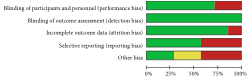 Blinding of participants and personnel (performance bias)
Blinding of outcome assessment (detection bias)
Incomplete outcome data (attrition bias)
Selective reporting (reporting bias)
Other bias
0% 25% 50% 75% 100%